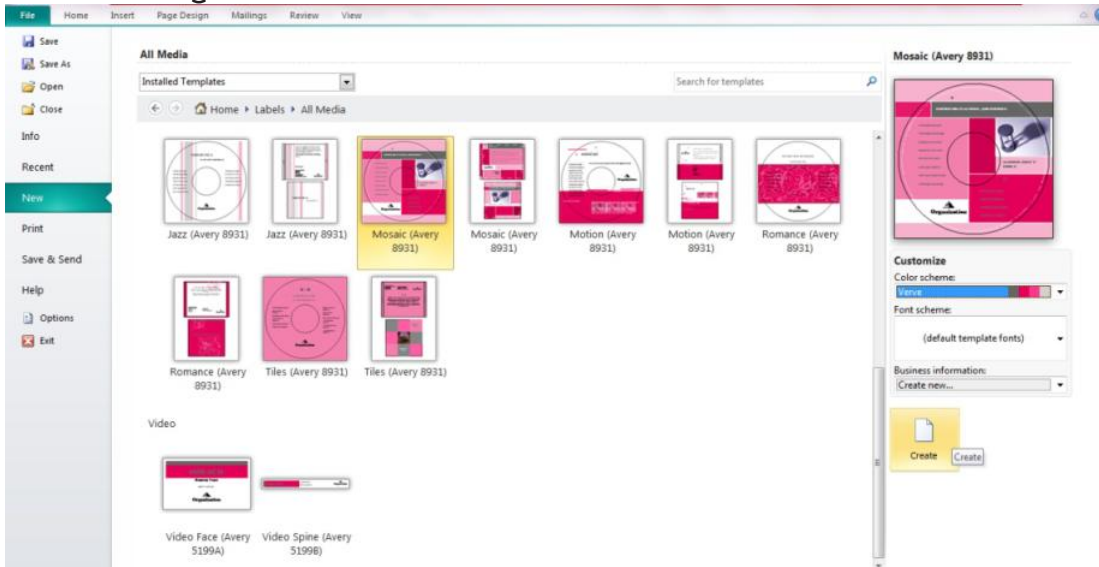 File Home Insert Page Design Mailings Review View
Save
Save As
Open
Close
Info
Recent
New
Print
Save & Send
Help
Options
Exit
All Media
Installed Templates
Search for templates
Home Labels All Media
Jazz (Avery 8931)
Jazz (Avery 8931)
Mosaic (Avery
8931)
Mosaic (Avery
8931)
Motion (Avery
8931)
Motion (Avery
8931)
Romance (Avery
8931)
Romance (Avery
8931)
Tiles (Avery 8931)
Tiles (Avery 8931)
Video
Organization
Video Face (Avery
5199A)
Video Spine (Avery
5199B)
Mosaic (Avery 8931)
Organization
Customize
Color scheme:
Verve
Font scheme:
(default template fonts)
Business information:
Create new...
Create
Create